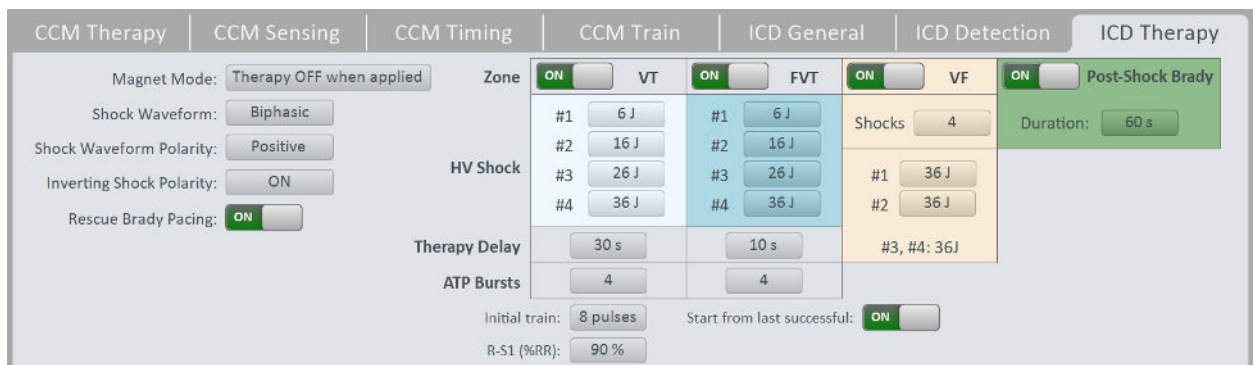 CCM Therapy CCM Sensing CCM Timing CCM Train ICD General ICD Detection ICD Therapy
Magnet Mode: Therapy OFF when applied Zone ON VT ON FVT ON VF ON Post-Shock Brady
Shock Waveform: Biphasic #1 6 J #1 6 J Shocks 4 Duration: 60 s
Shock Waveform Polarity: Positive #2 16 J #2 16 J
Inverting Shock Polarity: ON HV Shock #3 26 J #3 26 J #1 36 J
Rescue Brady Pacing: ON #4 36 J #4 36 J #2 36 J
Therapy Delay 30 s 10 s #3, #4: 36J
ATP Bursts 4 4
Initial train: 8 pulses Start from last successful: ON
R-S1 (%RR): 90 %